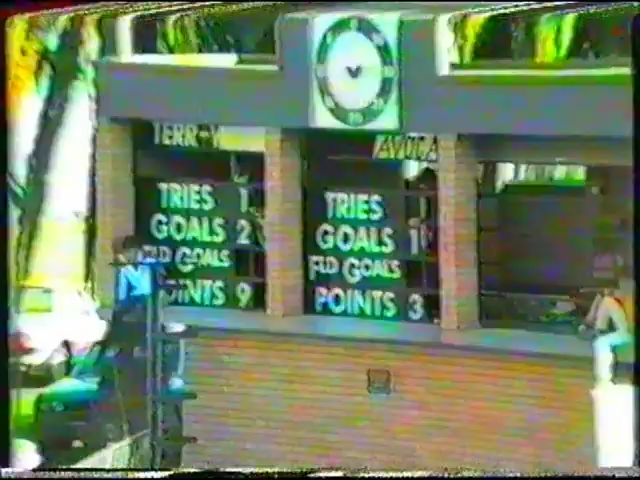 TERR-Y
TRIES 1
GOALS 2
FLD GOALS
POINTS 9
AVOCA
TRIES
GOALS 1
FLD GOALS
POINTS 3